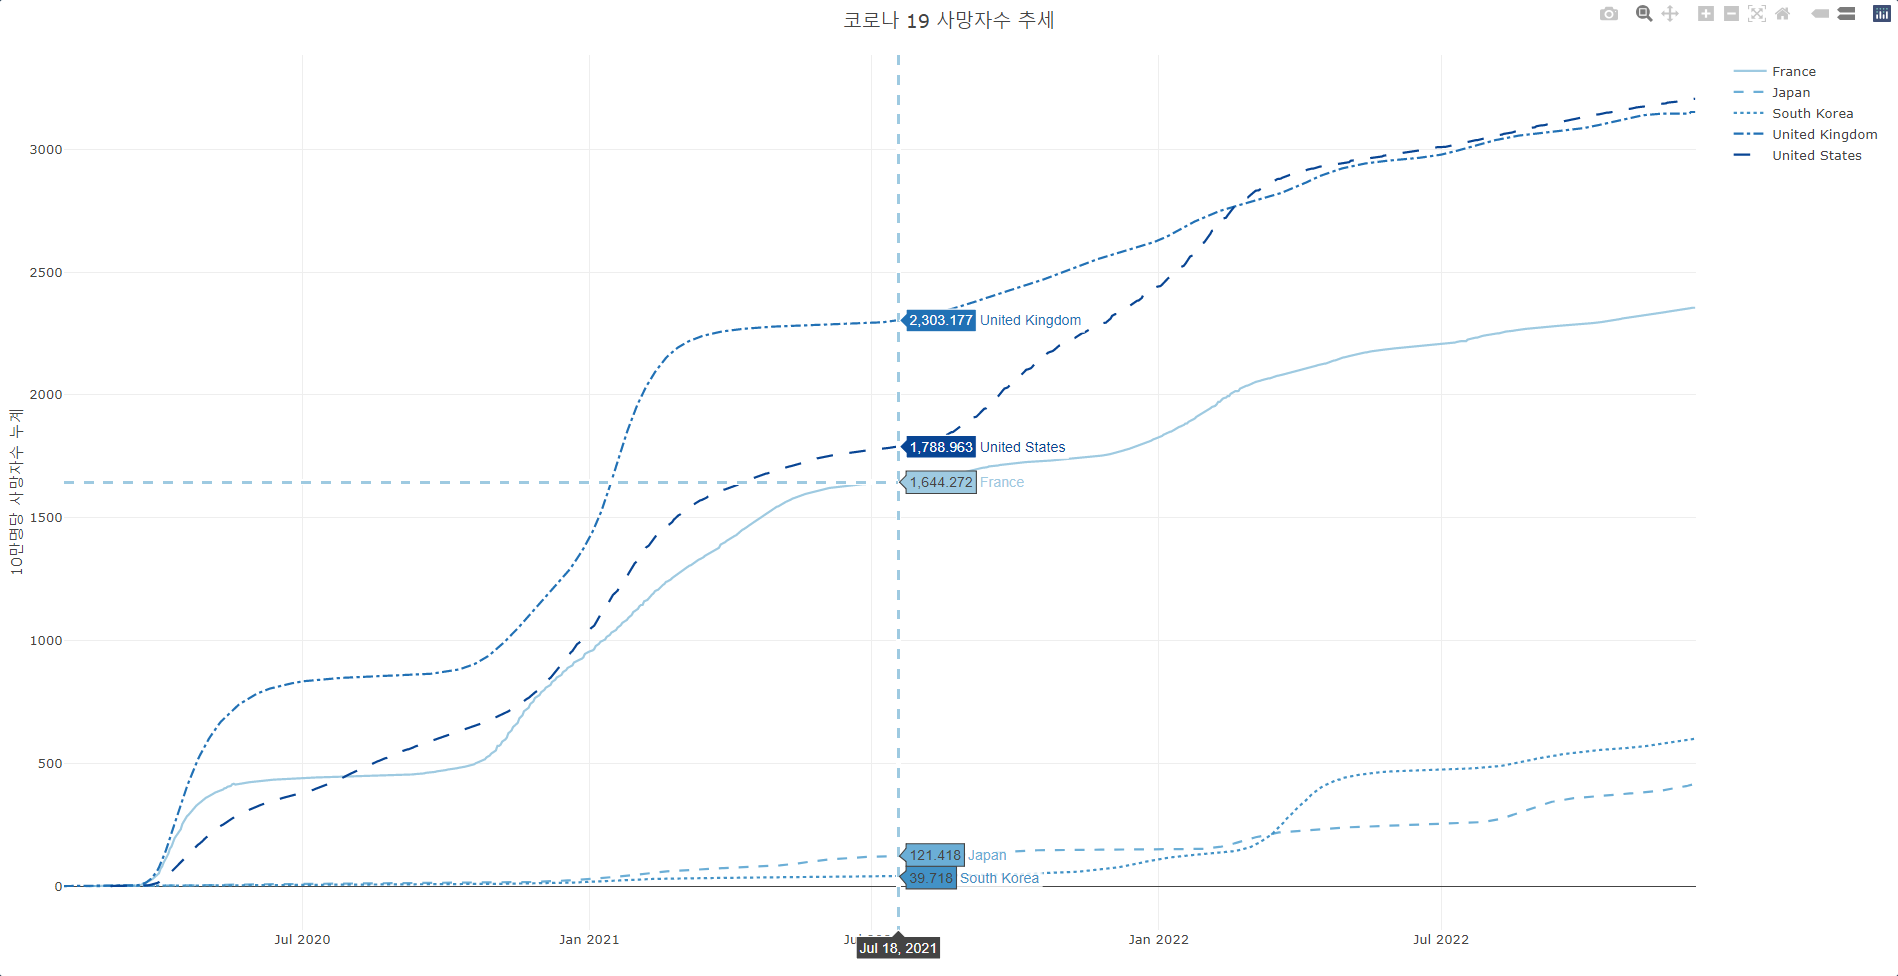 코로나 19 사망자수 추세
France
Japan
South Korea
United Kingdom
United States
10만명당 사망자수 누계
3000
2500
2000
1500
1000
500
0
2,303.177 United Kingdom
1,788.963 United States
1,644.272 France
121.418 Japan
39.718 South Korea
Jul 2020
Jan 2021
Jul 18, 2021
Jan 2022
Jul 2022